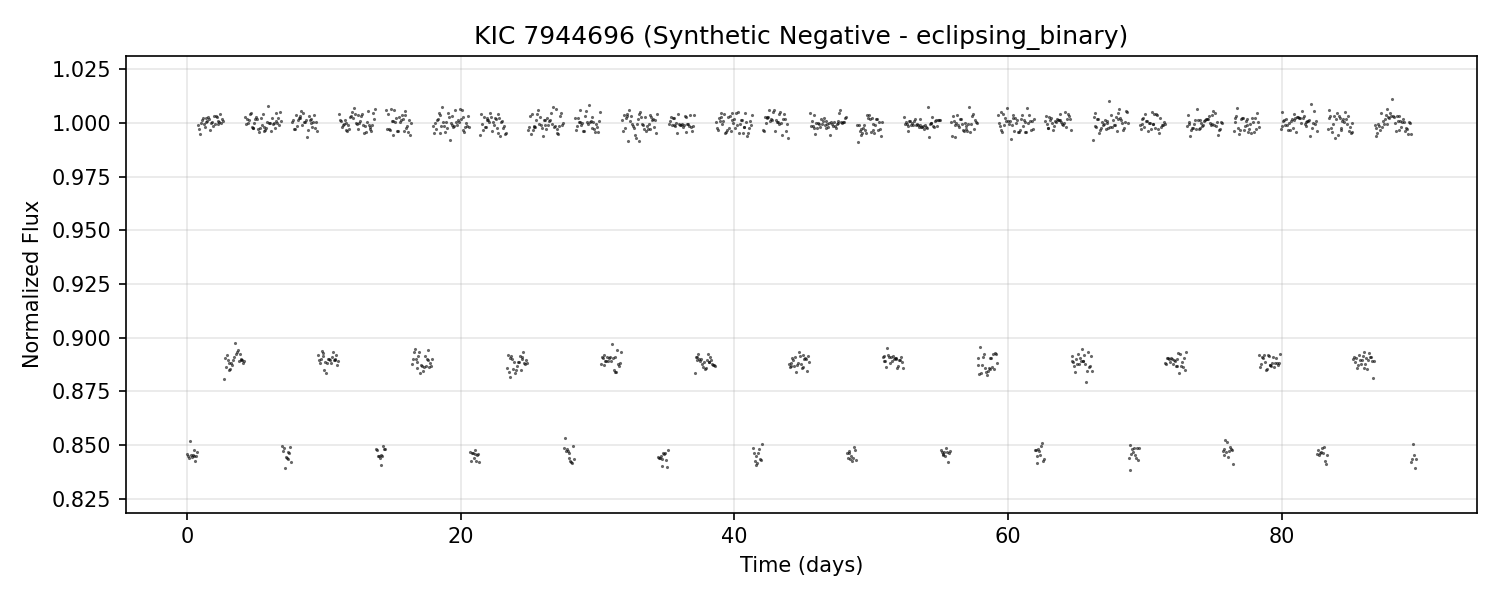 KIC 7944696 (Synthetic Negative - eclipsing_binary)
Normalized Flux
1.025
1.000
0.975
0.950
0.925
0.900
0.875
0.850
0.825
0 20 40 60 80
Time (days)